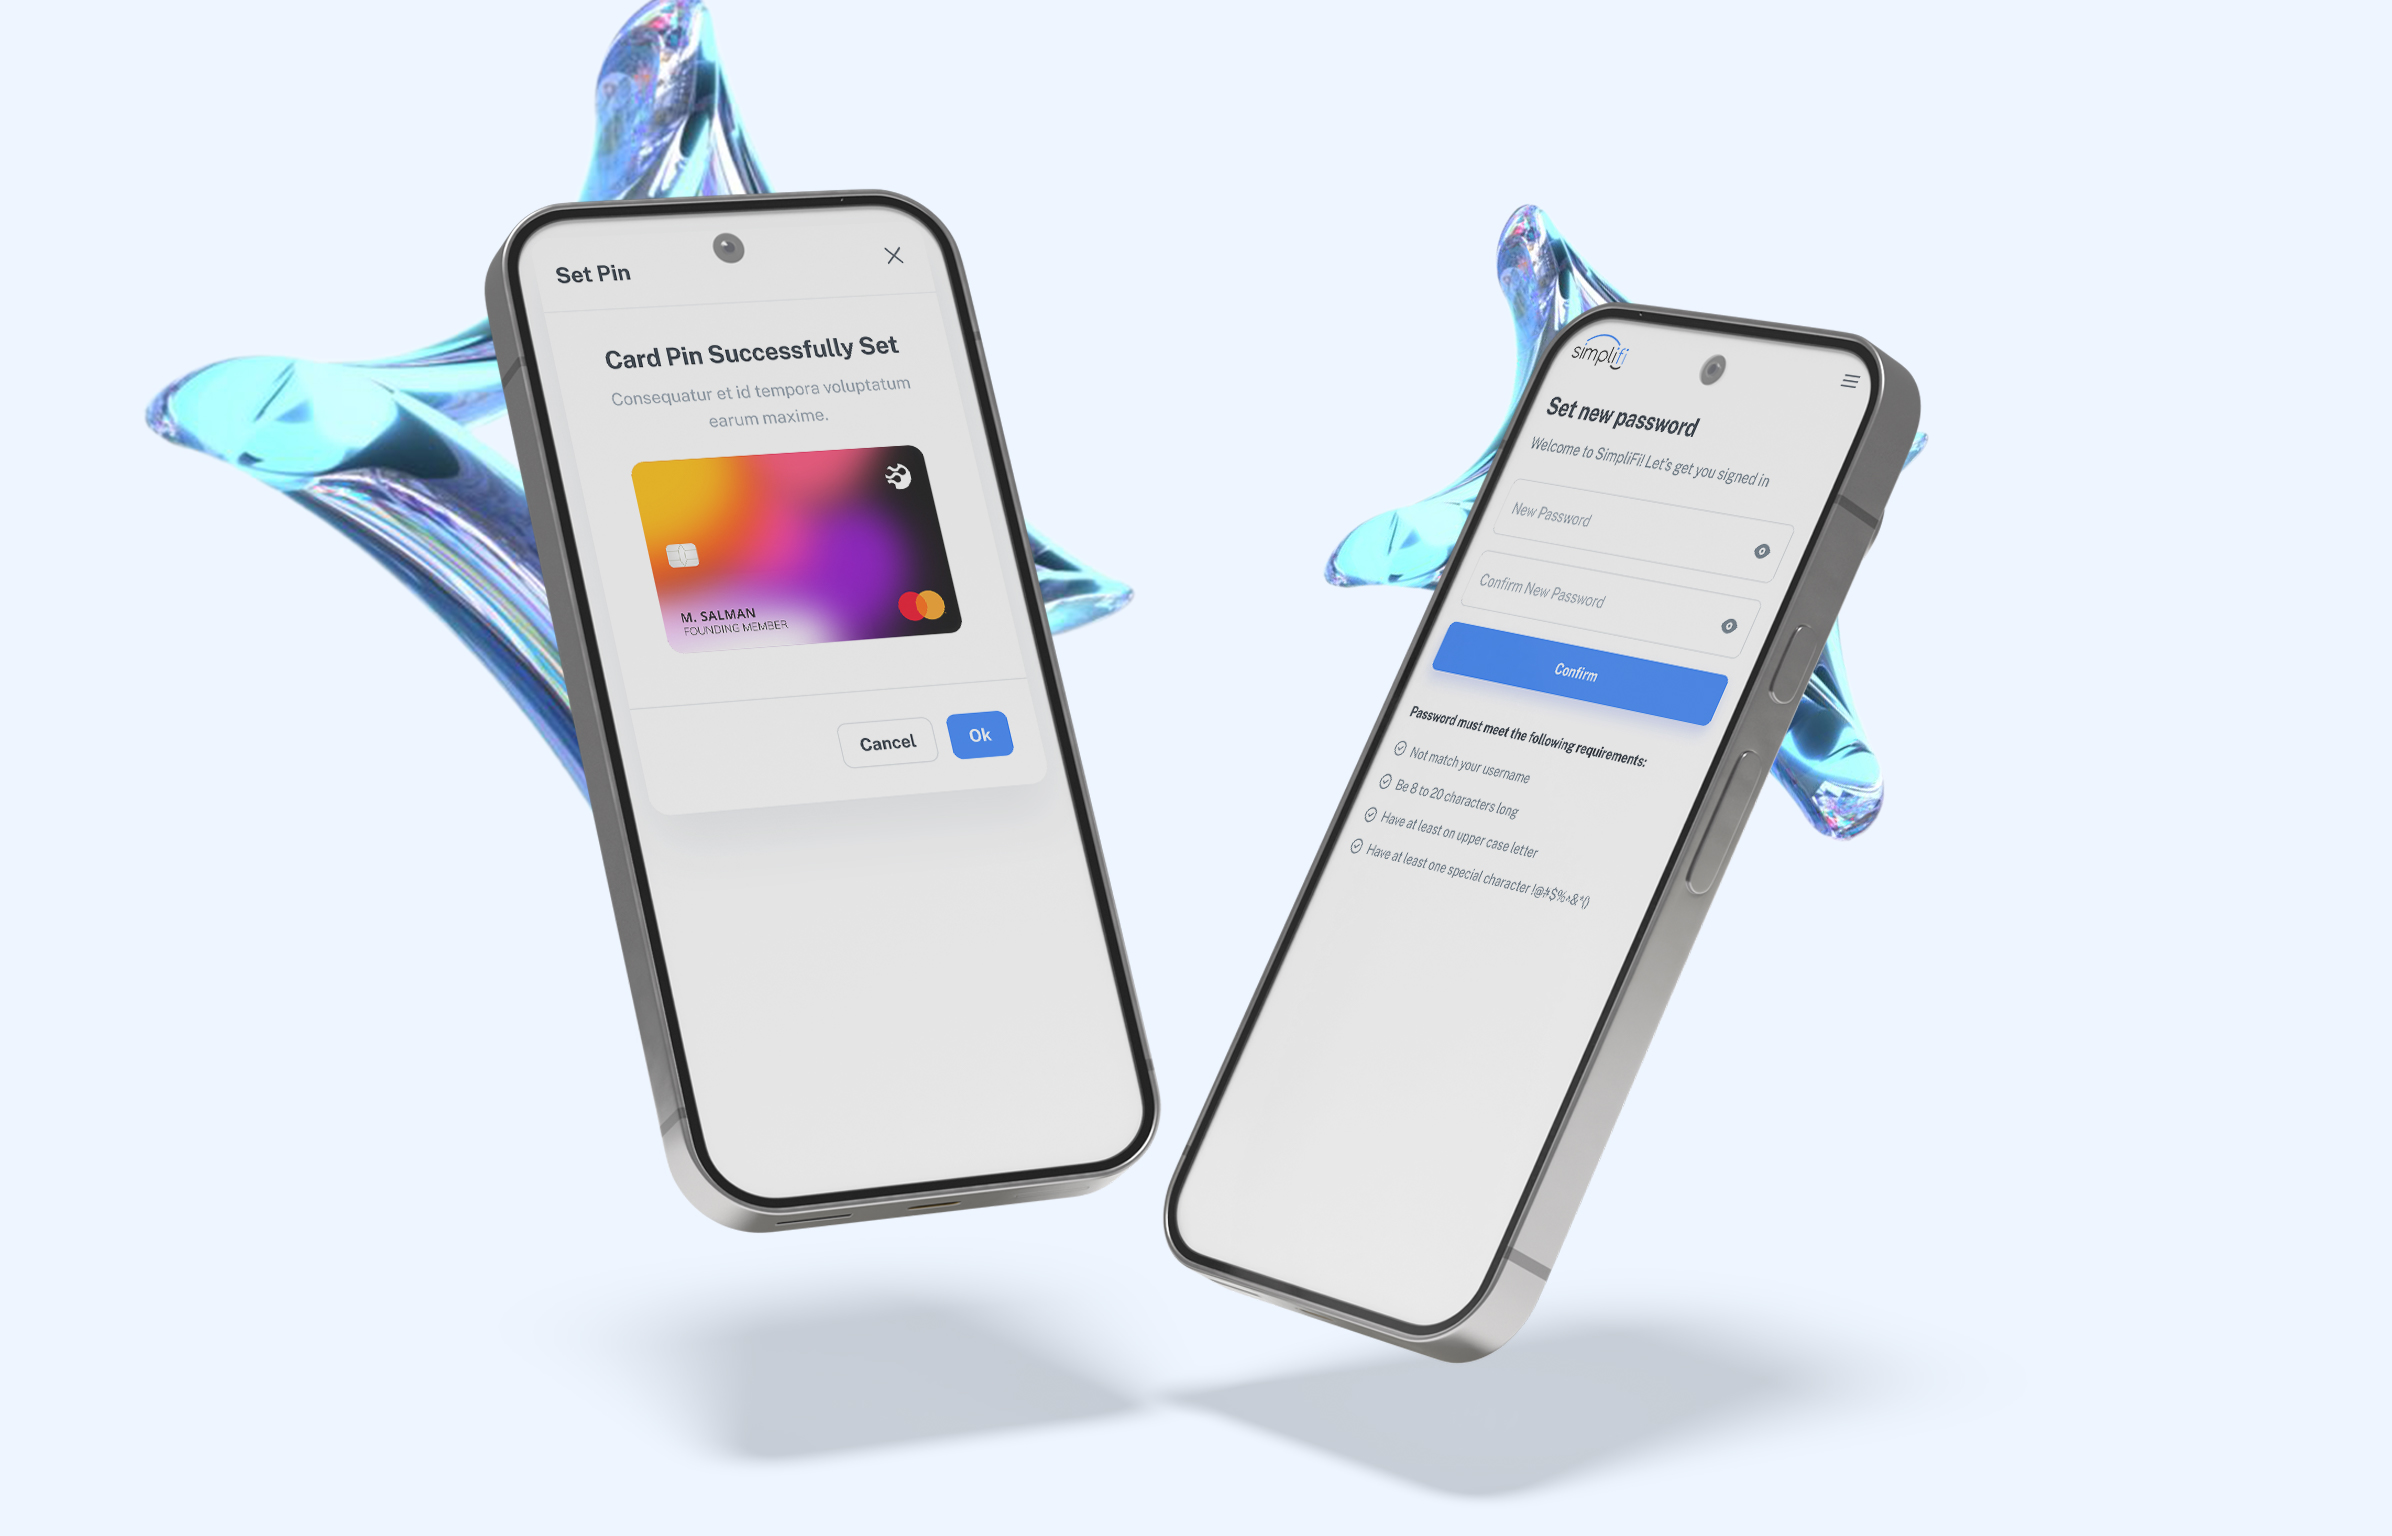 Set Pin
Card Pin Successfully Set
Consequatur et id tempora voluptatum
earum maxime.
M. SALMAN
FOUNDING MEMBER
Cancel
Ok
simplifi
Set new password
Welcome to SimpliFi! Let's get you signed in
New Password
Confirm New Password
Confirm
Password must meet the following requirements:
Not match your username
Be 8 to 20 characters long
Have at least on upper case letter
Have at least one special character !@#$%^&*()